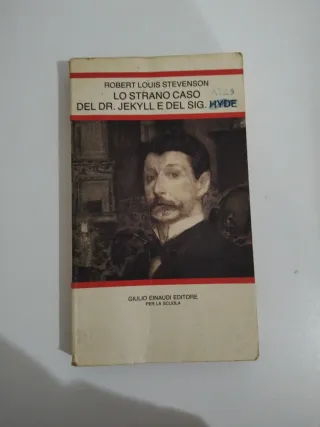 ROBERT LOUIS STEVENSON
LO STRANO CASO
DEL DR. JEKYLL E DEL SIG. HYDE
GIULIO EINAUDI EDITORE
PER LA SCUOLA